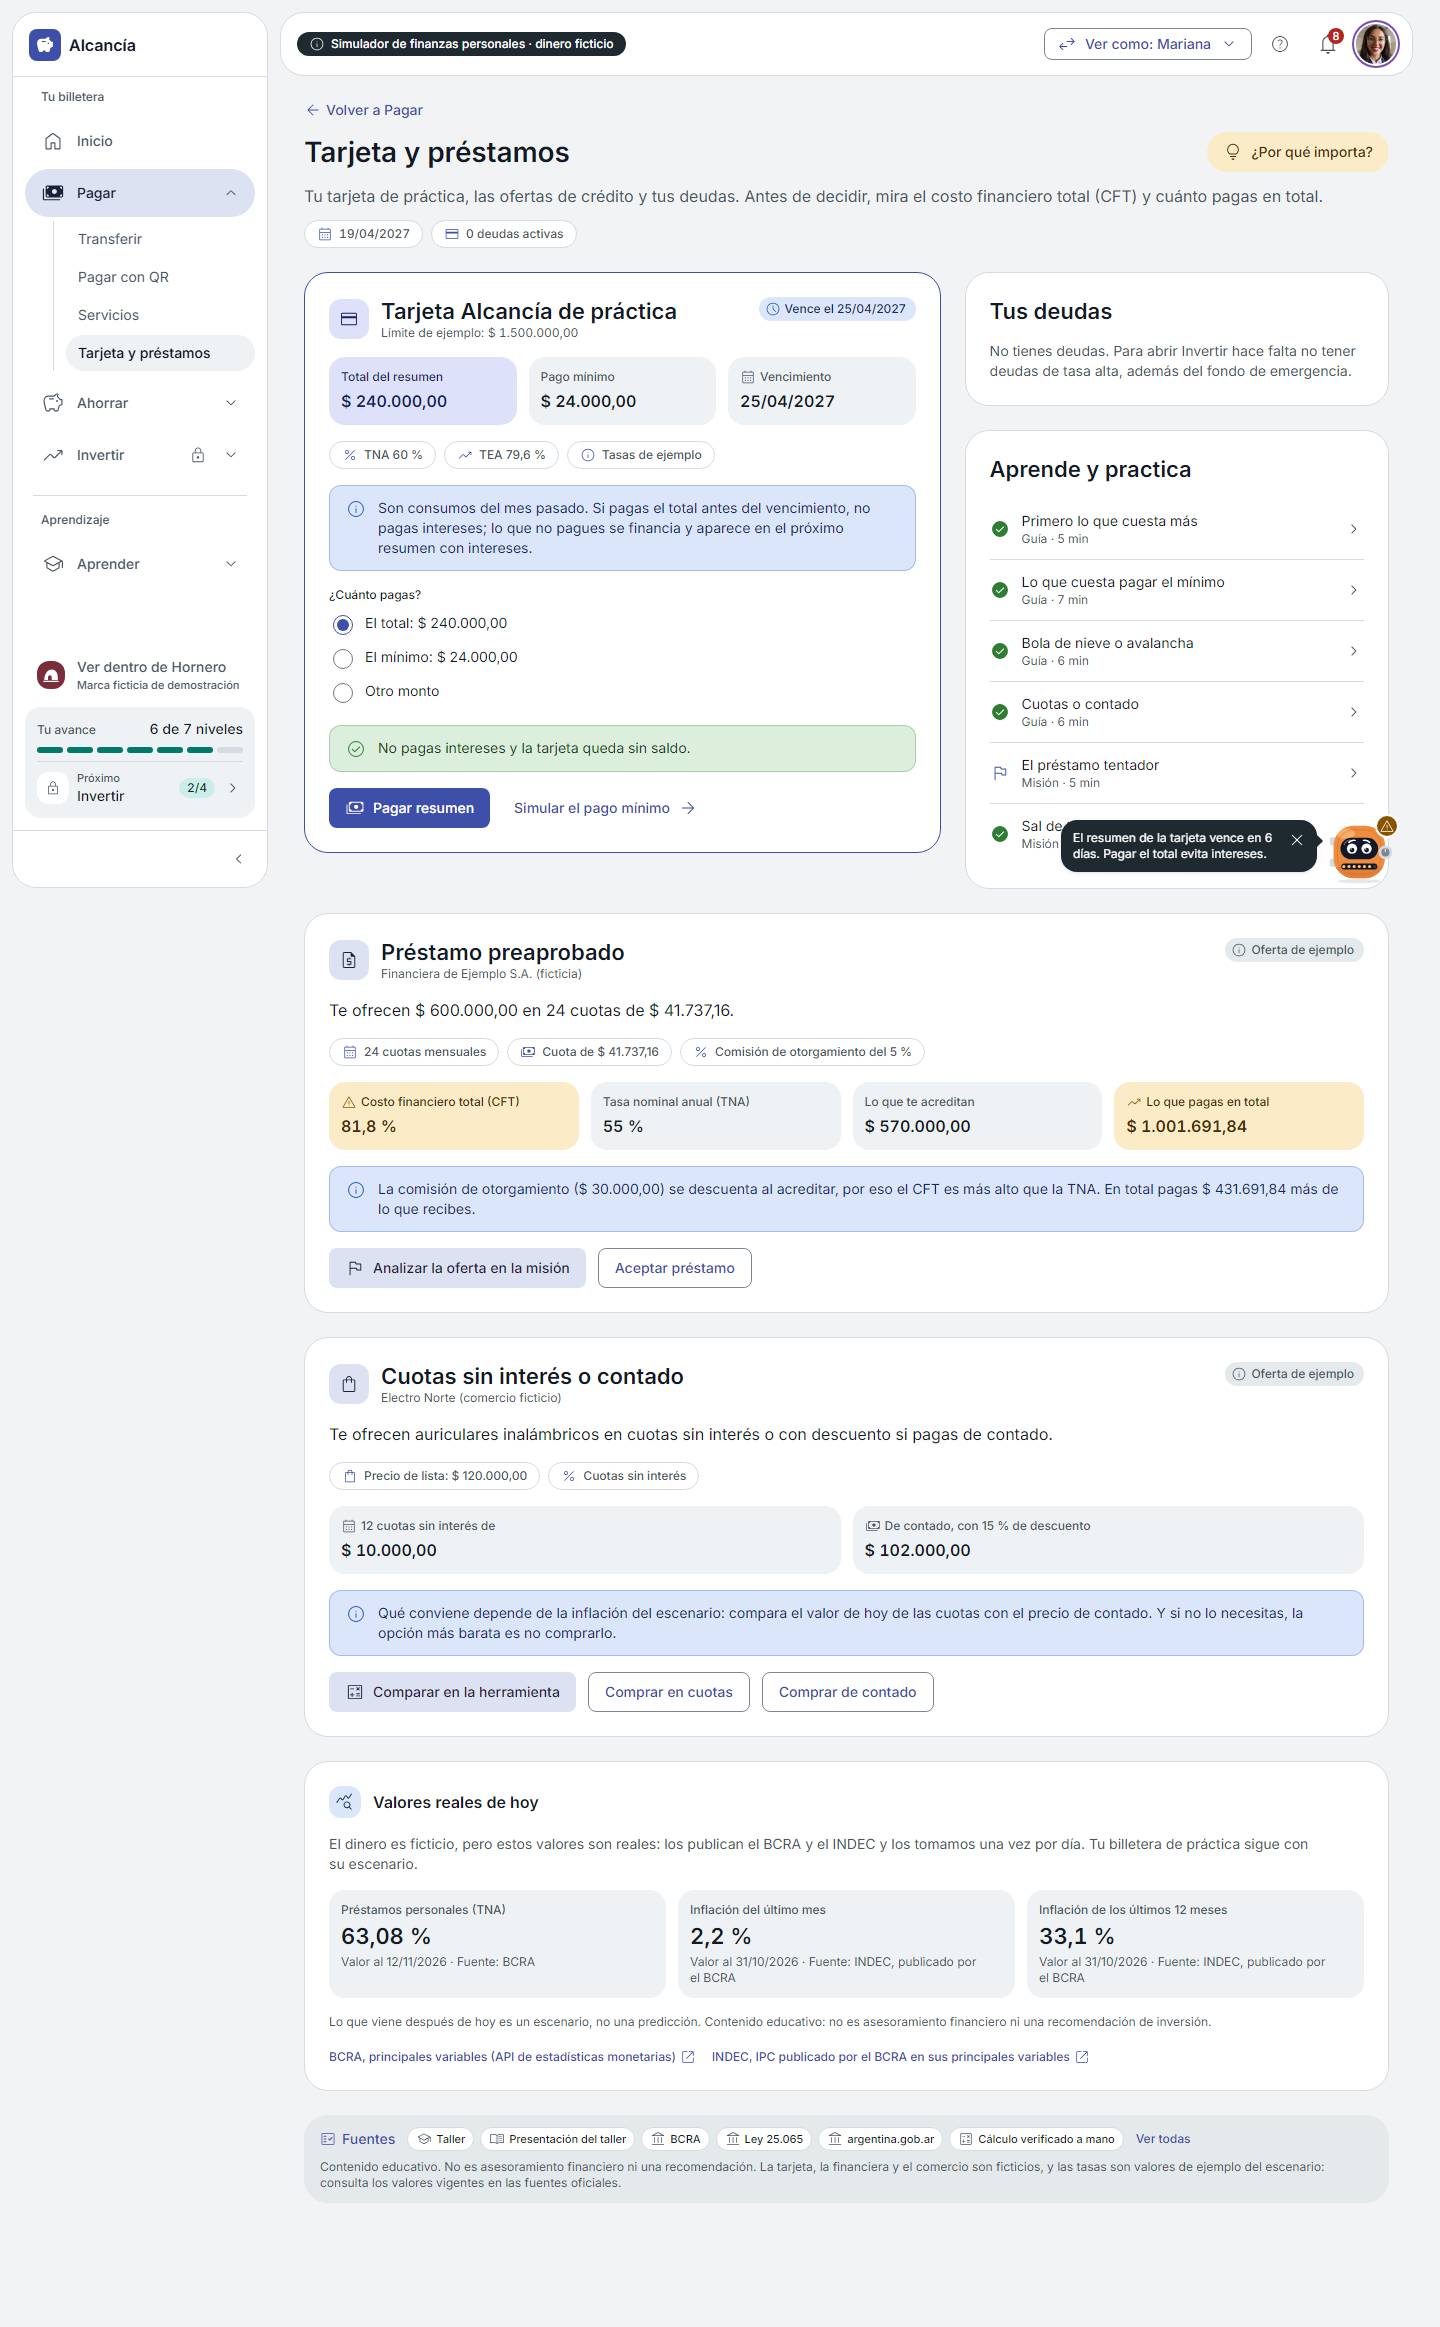 Alcancía
Tu billetera
Inicio
Pagar
Transferir
Pagar con QR
Servicios
Tarjeta y préstamos
Ahorrar
Invertir
Aprendizaje
Aprender
Ver dentro de Hornero
Marca ficticia de demostración
Tu avance
6 de 7 niveles
Próximo
Invertir
2/4
Simulador de finanzas personales · dinero ficticio
Ver como: Mariana
8
Volver a Pagar
Tarjeta y préstamos
¿Por qué importa?
Tu tarjeta de práctica, las ofertas de crédito y tus deudas. Antes de decidir, mira el costo financiero total (CFT) y cuánto pagas en total.
19/04/2027
0 deudas activas
Tarjeta Alcancía de práctica
Límite de ejemplo: $ 1.500.000,00
Vence el 25/04/2027
Total del resumen
$ 240.000,00
Pago mínimo
$ 24.000,00
Vencimiento
25/04/2027
TNA 60 %
TEA 79,6 %
Tasas de ejemplo
Son consumos del mes pasado. Si pagas el total antes del vencimiento, no
pagas intereses; lo que no pagues se financia y aparece en el próximo
resumen con intereses.
¿Cuánto pagas?
El total: $ 240.000,00
El mínimo: $ 24.000,00
Otro monto
No pagas intereses y la tarjeta queda sin saldo.
Pagar resumen
Simular el pago mínimo
Tus deudas
No tienes deudas. Para abrir Invertir hace falta no tener
deudas de tasa alta, además del fondo de emergencia.
Aprende y practica
Primero lo que cuesta más
Guía · 5 min
Lo que cuesta pagar el mínimo
Guía · 7 min
Bola de nieve o avalancha
Guía · 6 min
Cuotas o contado
Guía · 6 min
El préstamo tentador
Misión · 5 min
Sal de
Misión
El resumen de la tarjeta vence en 6
días. Pagar el total evita intereses.
Préstamo preaprobado
Financiera de Ejemplo S.A. (ficticia)
Oferta de ejemplo
Te ofrecen $ 600.000,00 en 24 cuotas de $ 41.737,16.
24 cuotas mensuales
Cuota de $ 41.737,16
Comisión de otorgamiento del 5 %
Costo financiero total (CFT)
81,8 %
Tasa nominal anual (TNA)
55 %
Lo que te acreditan
$ 570.000,00
Lo que pagas en total
$ 1.001.691,84
La comisión de otorgamiento ($ 30.000,00) se descuenta al acreditar, por eso el CFT es más alto que la TNA. En total pagas $ 431.691,84 más de
lo que recibes.
Analizar la oferta en la misión
Aceptar préstamo
Cuotas sin interés o contado
Electro Norte (comercio ficticio)
Oferta de ejemplo
Te ofrecen auriculares inalámbricos en cuotas sin interés o con descuento si pagas de contado.
Precio de lista: $ 120.000,00
Cuotas sin interés
12 cuotas sin interés de
$ 10.000,00
De contado, con 15 % de descuento
$ 102.000,00
Qué conviene depende de la inflación del escenario: compara el valor de hoy de las cuotas con el precio de contado. Y si no lo necesitas, la
opción más barata es no comprarlo.
Comparar en la herramienta
Comprar en cuotas
Comprar de contado
Valores reales de hoy
El dinero es ficticio, pero estos valores son reales: los publican el BCRA y el INDEC y los tomamos una vez por día. Tu billetera de práctica sigue con
su escenario.
Préstamos personales (TNA)
63,08 %
Valor al 12/11/2026 · Fuente: BCRA
Inflación del último mes
2,2 %
Valor al 31/10/2026 · Fuente: INDEC, publicado por
el BCRA
Inflación de los últimos 12 meses
33,1 %
Valor al 31/10/2026 · Fuente: INDEC, publicado por
el BCRA
Lo que viene después de hoy es un escenario, no una predicción. Contenido educativo: no es asesoramiento financiero ni una recomendación de inversión.
BCRA, principales variables (API de estadísticas monetarias)
INDEC, IPC publicado por el BCRA en sus principales variables
Fuentes
Taller
Presentación del taller
BCRA
Ley 25.065
argentina.gob.ar
Cálculo verificado a mano
Ver todas
Contenido educativo. No es asesoramiento financiero ni una recomendación. La tarjeta, la financiera y el comercio son ficticios, y las tasas son valores de ejemplo del escenario:
consulta los valores vigentes en las fuentes oficiales.